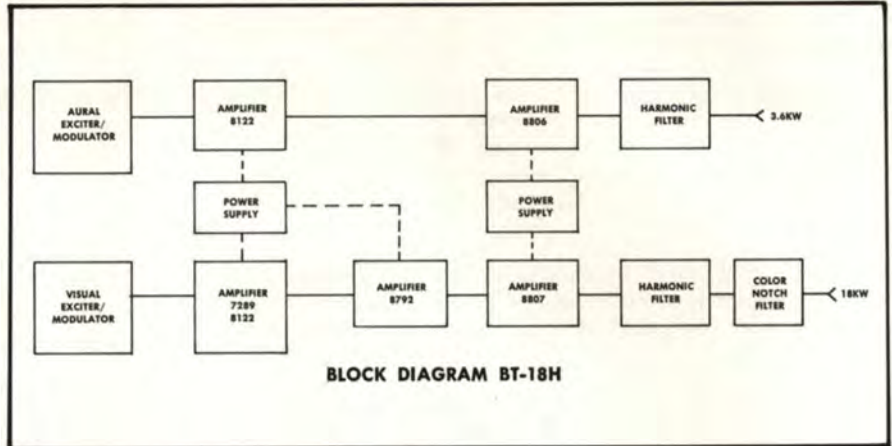 AURAL
EXCITER/
MODULATOR
AMPLIFIER
8122
AMPLIFIER
8806
HARMONIC
FILTER
3.6KW
POWER
SUPPLY
POWER
SUPPLY
VISUAL
EXCITER/
MODULATOR
AMPLIFIER
7289
8122
AMPLIFIER
8792
AMPLIFIER
8807
HARMONIC
FILTER
COLOR
NOTCH
FILTER
18KW
BLOCK DIAGRAM BT-18H